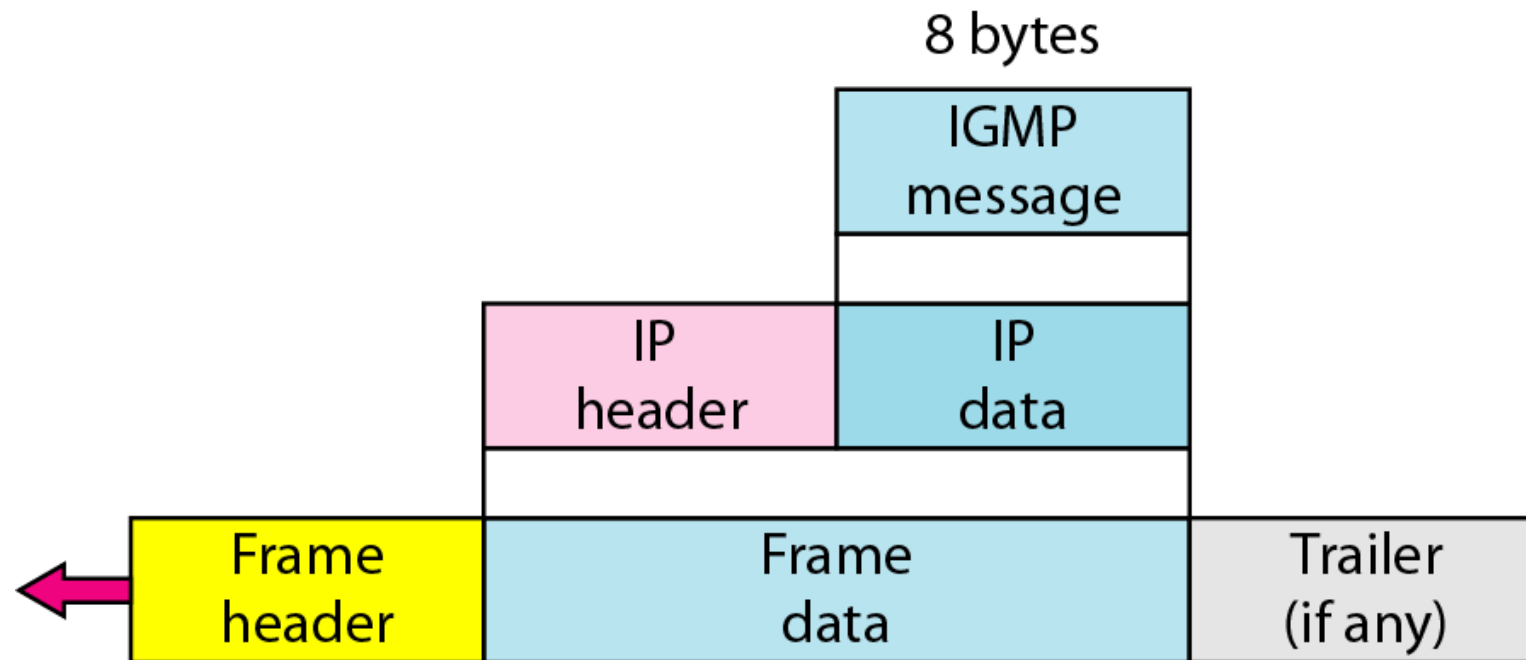 8 bytes
IGMP
message
IP
header
IP
data
Frame
header
Frame
data
Trailer
(if any)